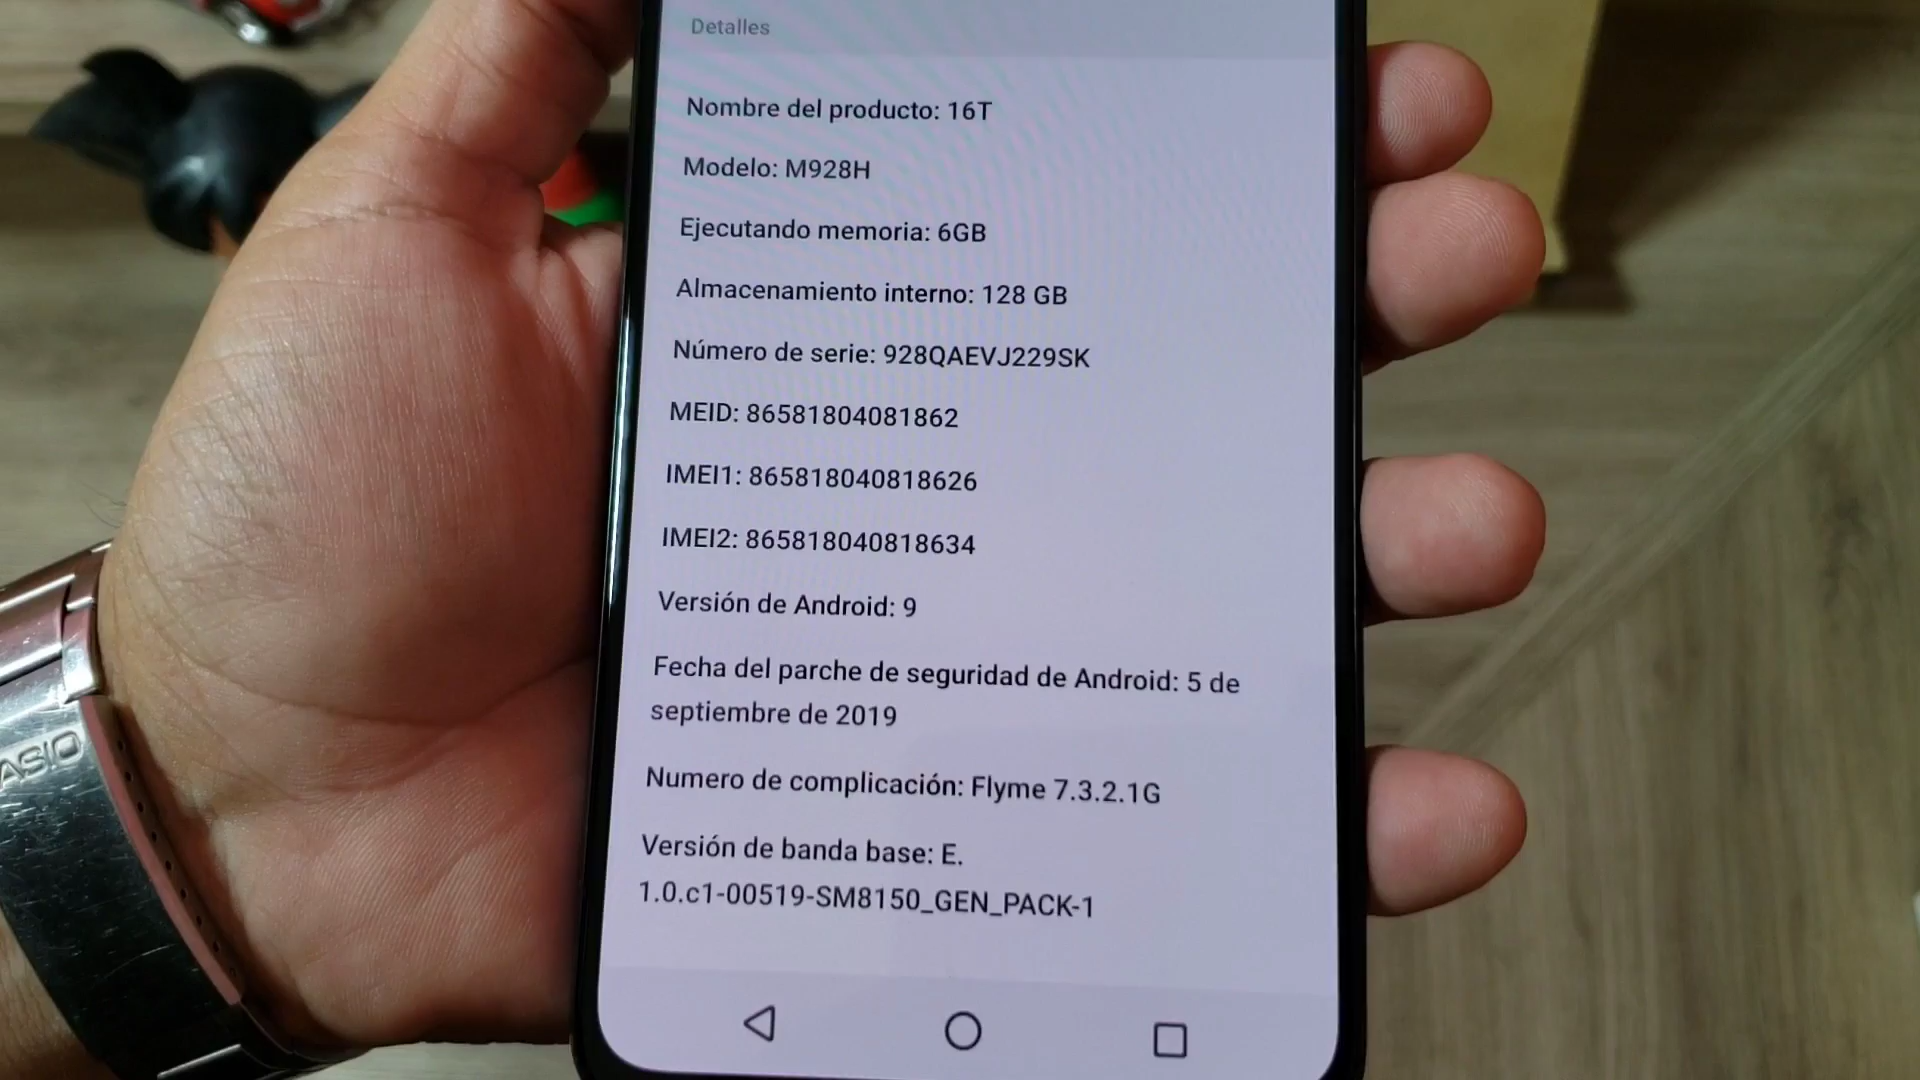 Detalles
Nombre del producto: 16T
Modelo: M928H
Ejecutando memoria: 6GB
Almacenamiento interno: 128 GB
Número de serie: 928QAEVJ229SK
MEID: 86581804081862
IMEI1: 865818040818626
IMEI2: 865818040818634
Versión de Android: 9
Fecha del parche de seguridad de Android: 5 de
septiembre de 2019
Numero de complicación: Flyme 7.3.2.1G
Versión de banda base: E.
1.0.c1-00519-SM8150_GEN_PACK-1
ASIO